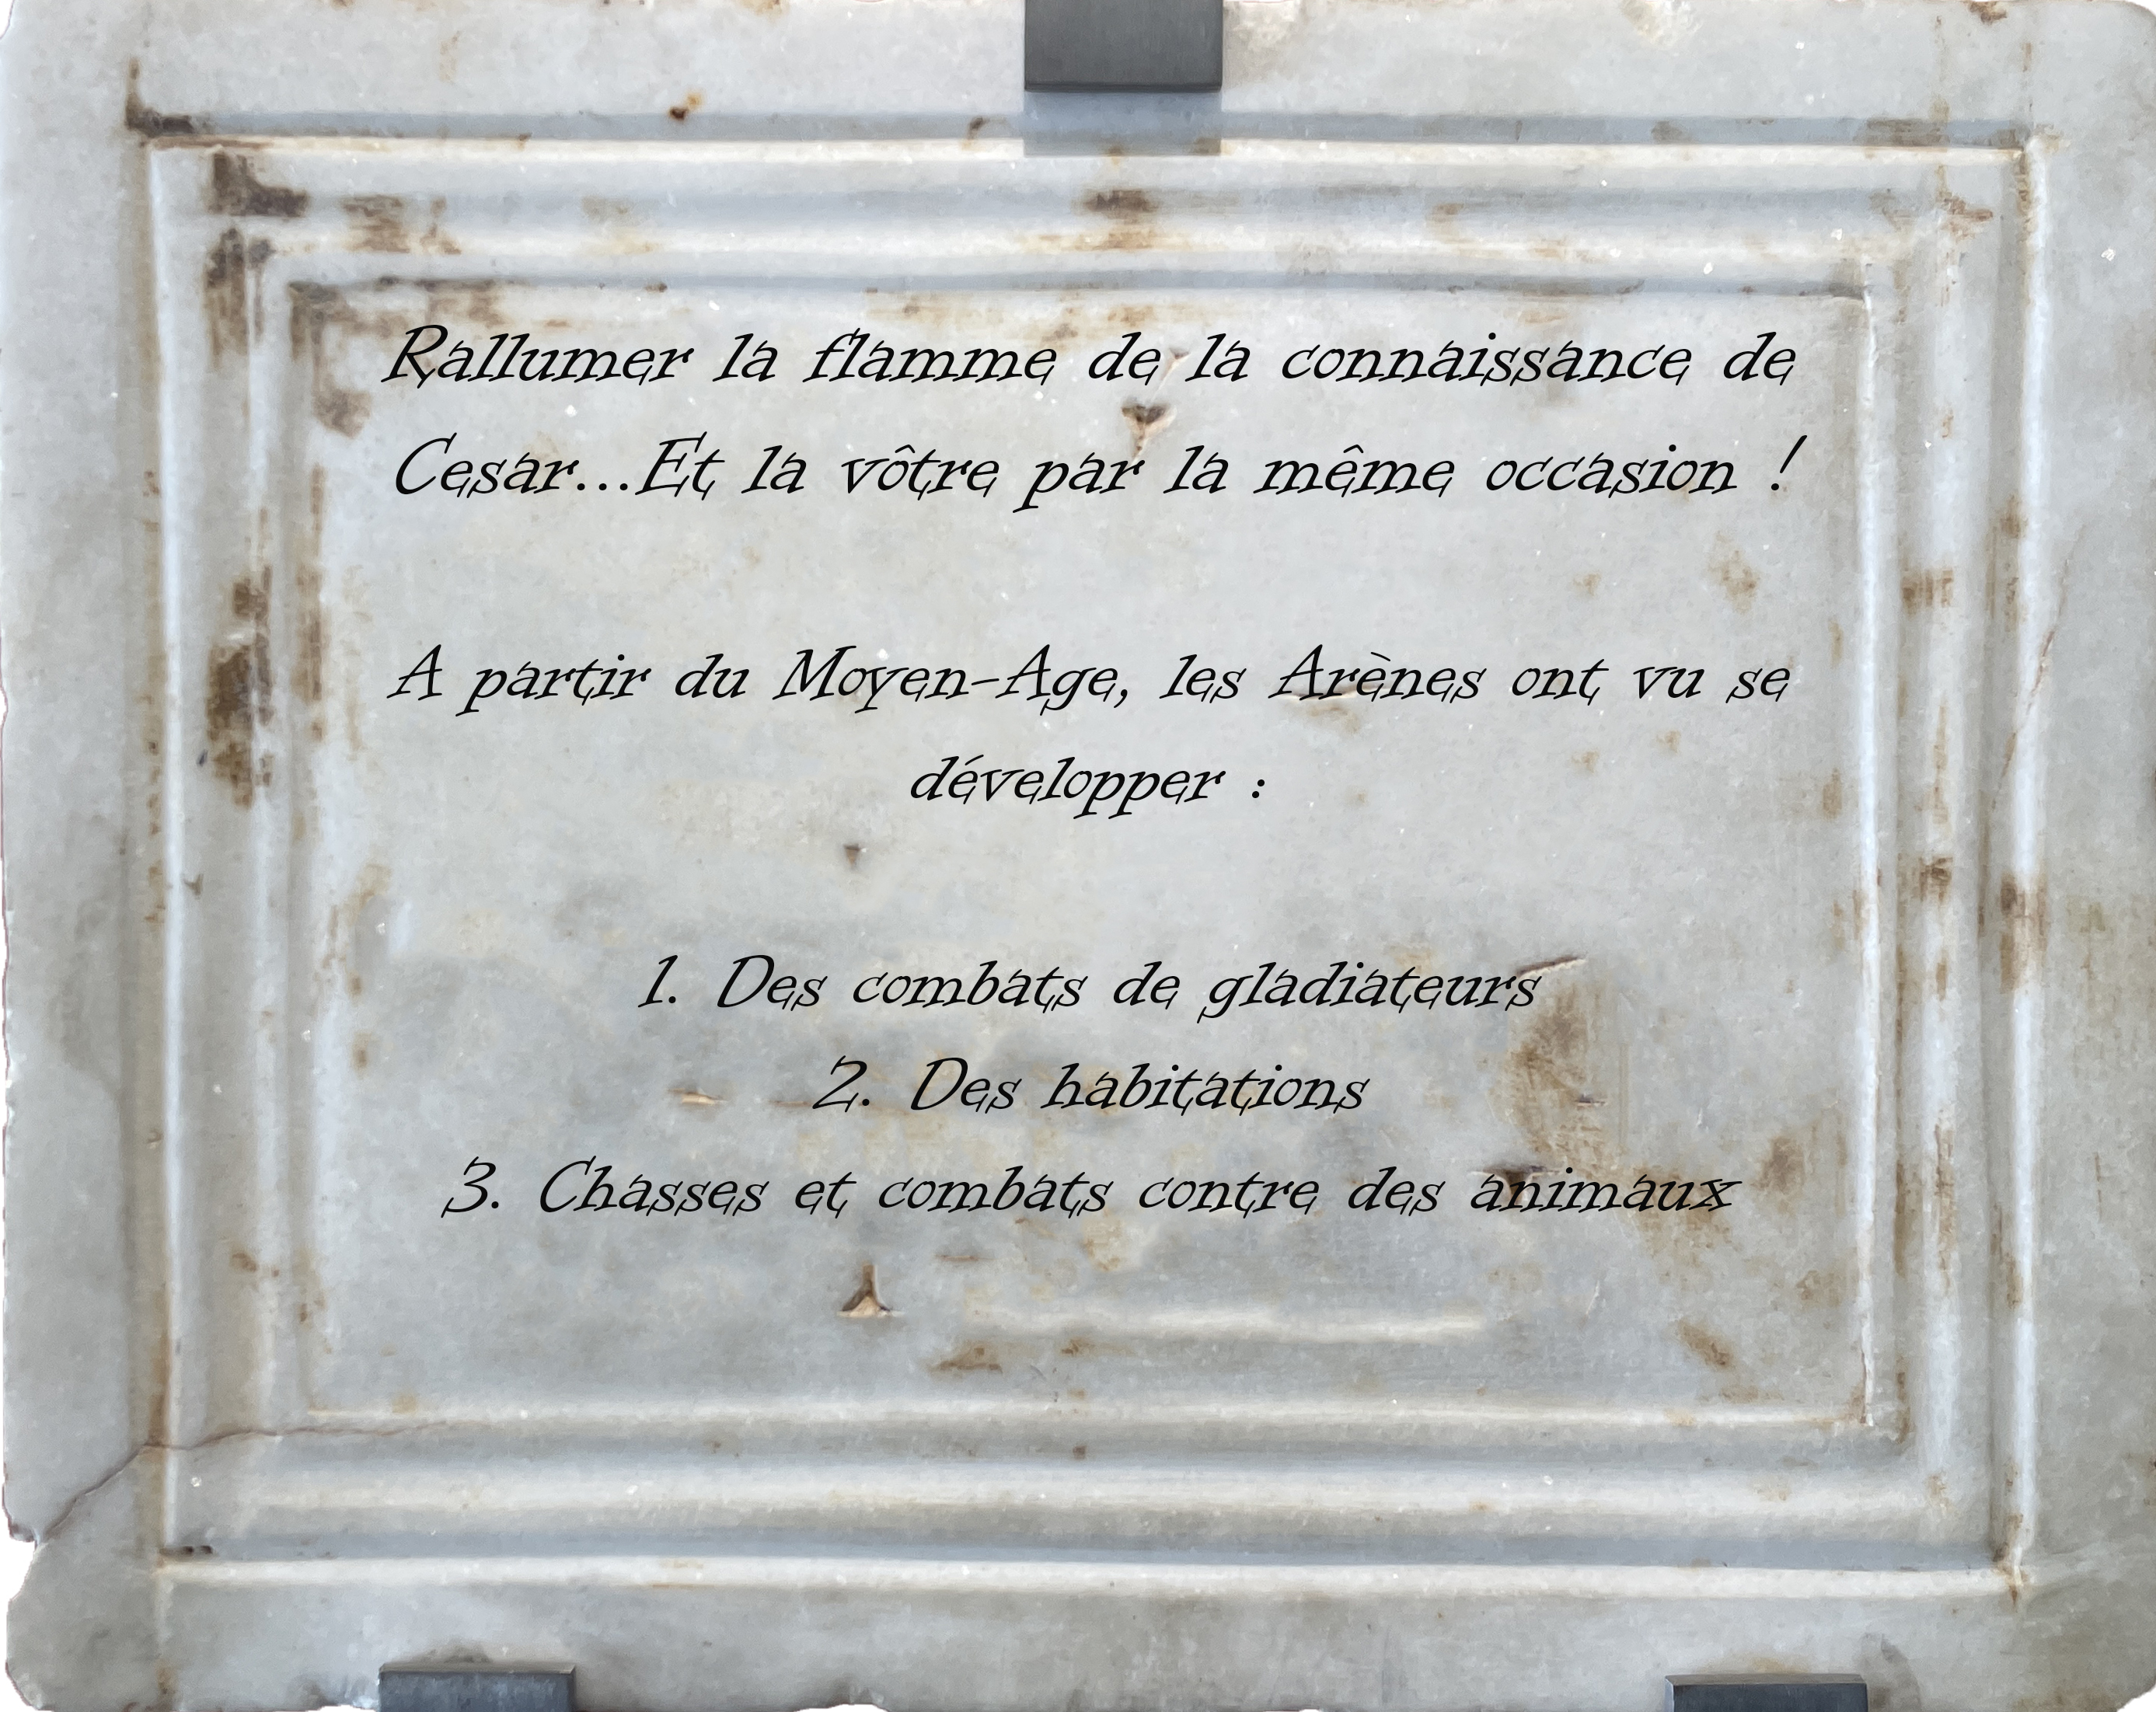 Rallumer la flamme de la connaissance de
Cesar...Et la vôtre par la même occasion !
A partir du Moyen-Age, les Arènes ont vu se
développer :
1. Des combats de gladiateurs
2. Des habitations
3. Chasses et combats contre des animaux